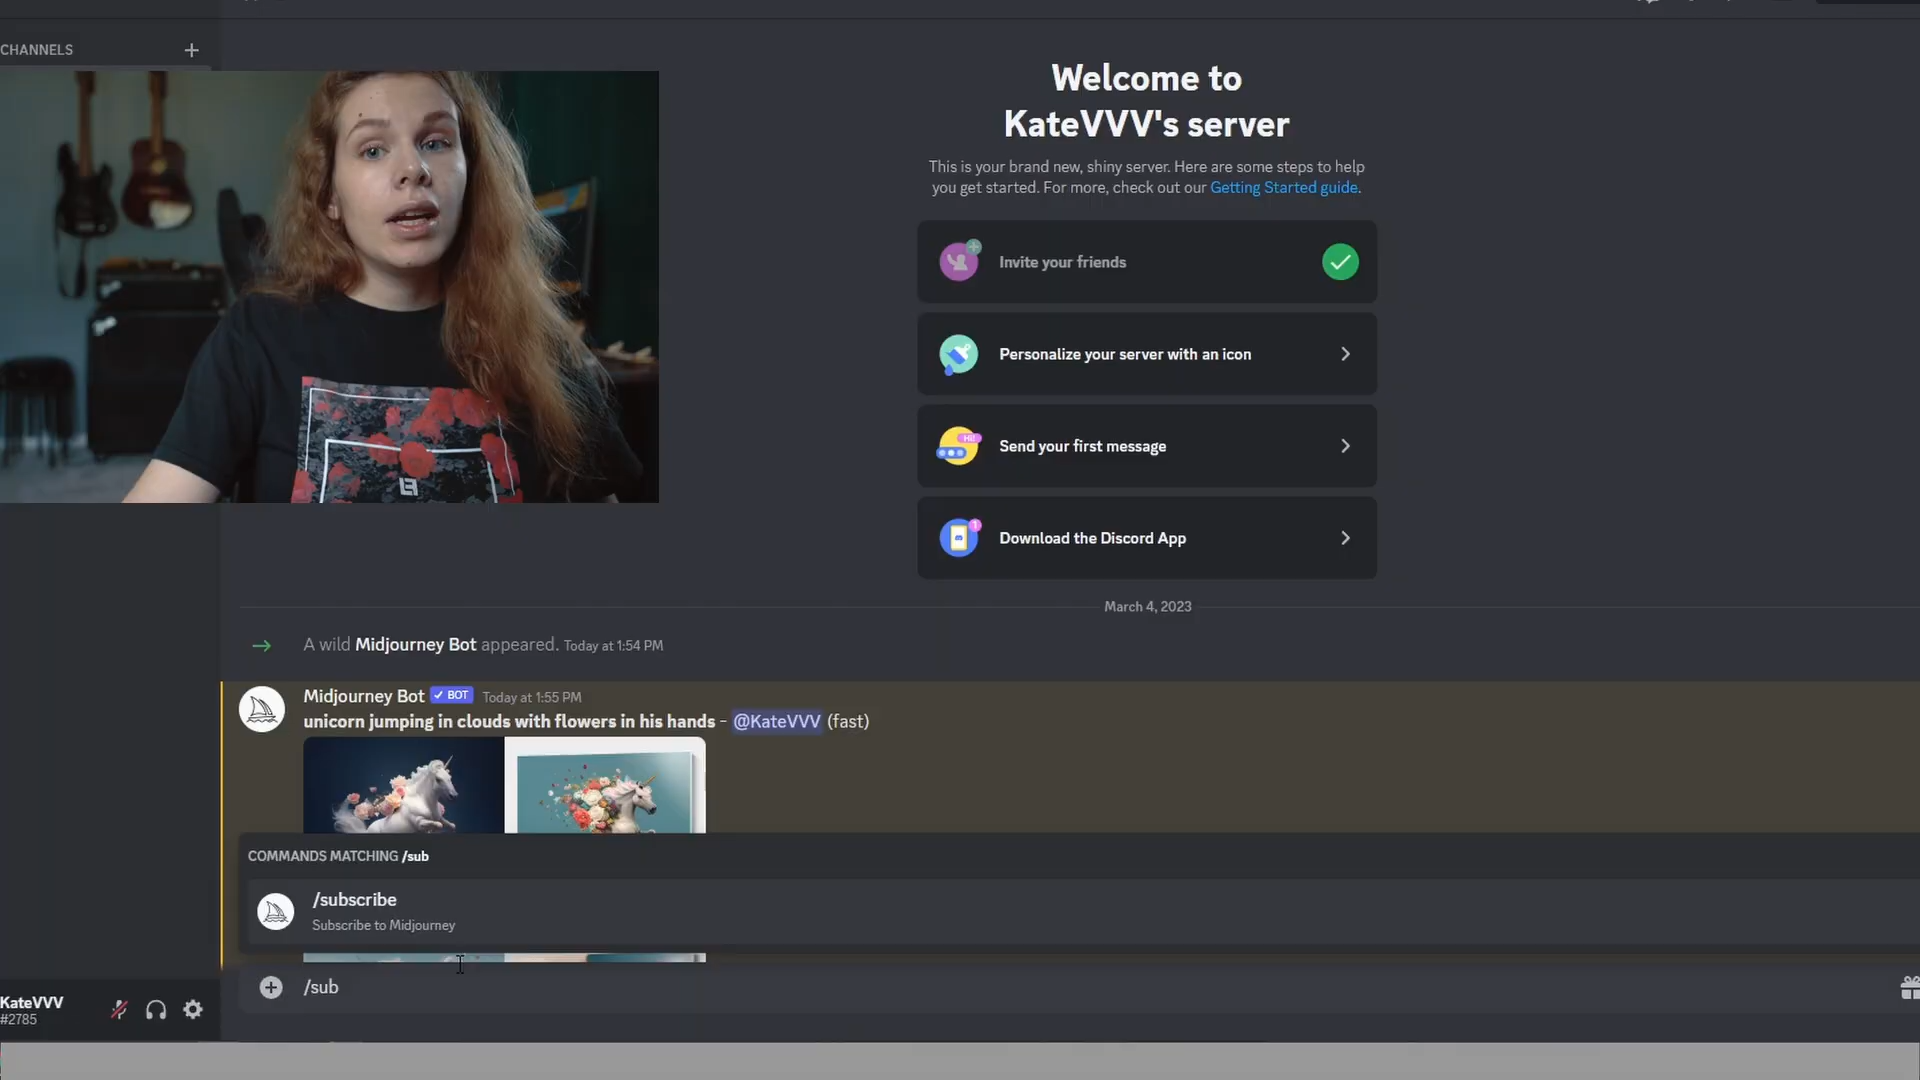 CHANNELS
Welcome to
KateVVV's server
This is your brand new, shiny server. Here are some steps to help
you get started. For more, check out our Getting Started guide.
Invite your friends
Personalize your server with an icon
Hi!
Send your first message
1
Download the Discord App
March 4, 2023
A wild Midjourney Bot appeared. Today at 1:54 PM
Midjourney Bot ✓ BOT Today at 1:55 PM
unicorn jumping in clouds with flowers in his hands - @KateVVV (fast)
COMMANDS MATCHING /sub
/subscribe
Subscribe to Midjourney
/sub
KateVVV
#2785